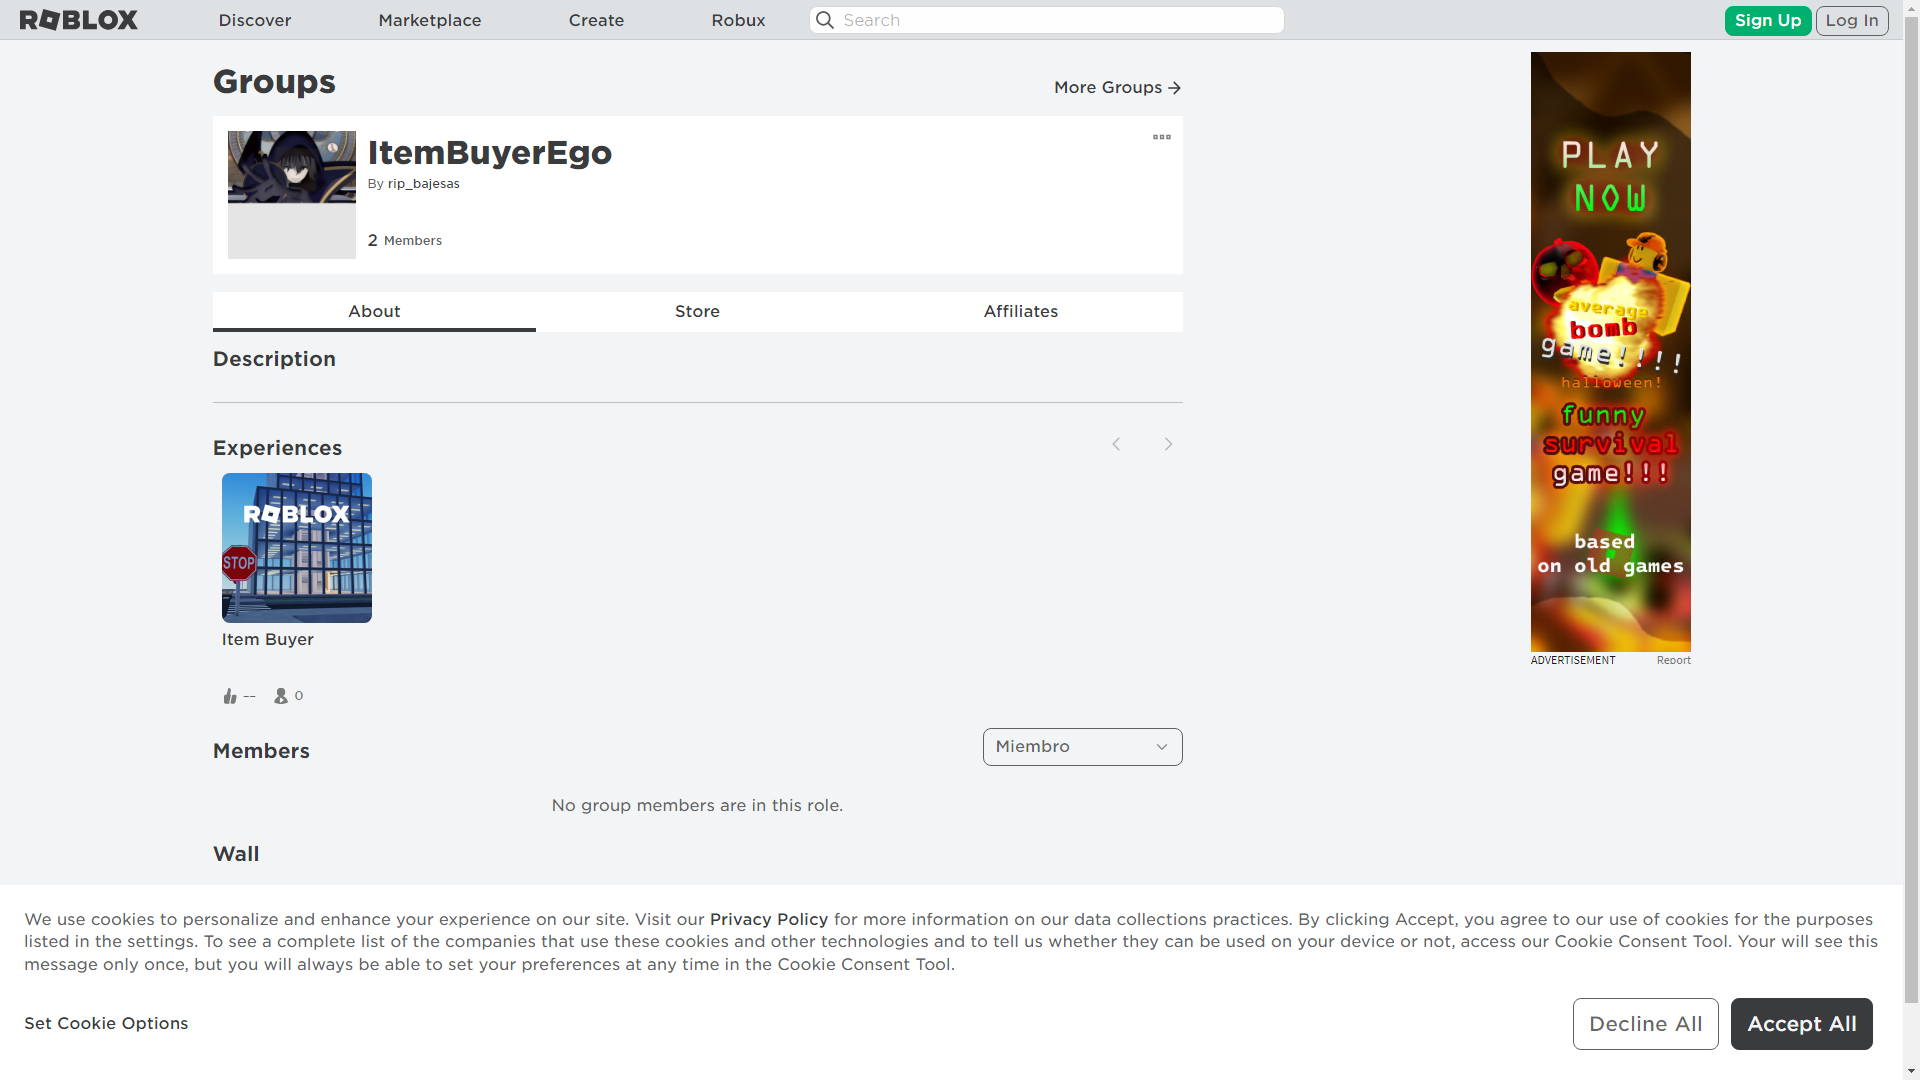 ROBLOX
Discover
Marketplace
Create
Robux
Search
Sign Up
Log In
Groups
More Groups
ItemBuyerEgo
By rip_bajesas
2 Members
About
Store
Affiliates
Description
Experiences
ROBLOX
STOP
Item Buyer
--
0
Members
Miembro
No group members are in this role.
Wall
PLAY
NOW
average
bomb
game!!!!
halloween!
funny
survival
game!!!
based
on old games
ADVERTISEMENT
Report
We use cookies to personalize and enhance your experience on our site. Visit our Privacy Policy for more information on our data collections practices. By clicking Accept, you agree to our use of cookies for the purposes
listed in the settings. To see a complete list of the companies that use these cookies and other technologies and to tell us whether they can be used on your device or not, access our Cookie Consent Tool. Your will see this
message only once, but you will always be able to set your preferences at any time in the Cookie Consent Tool.
Set Cookie Options
Decline All
Accept All